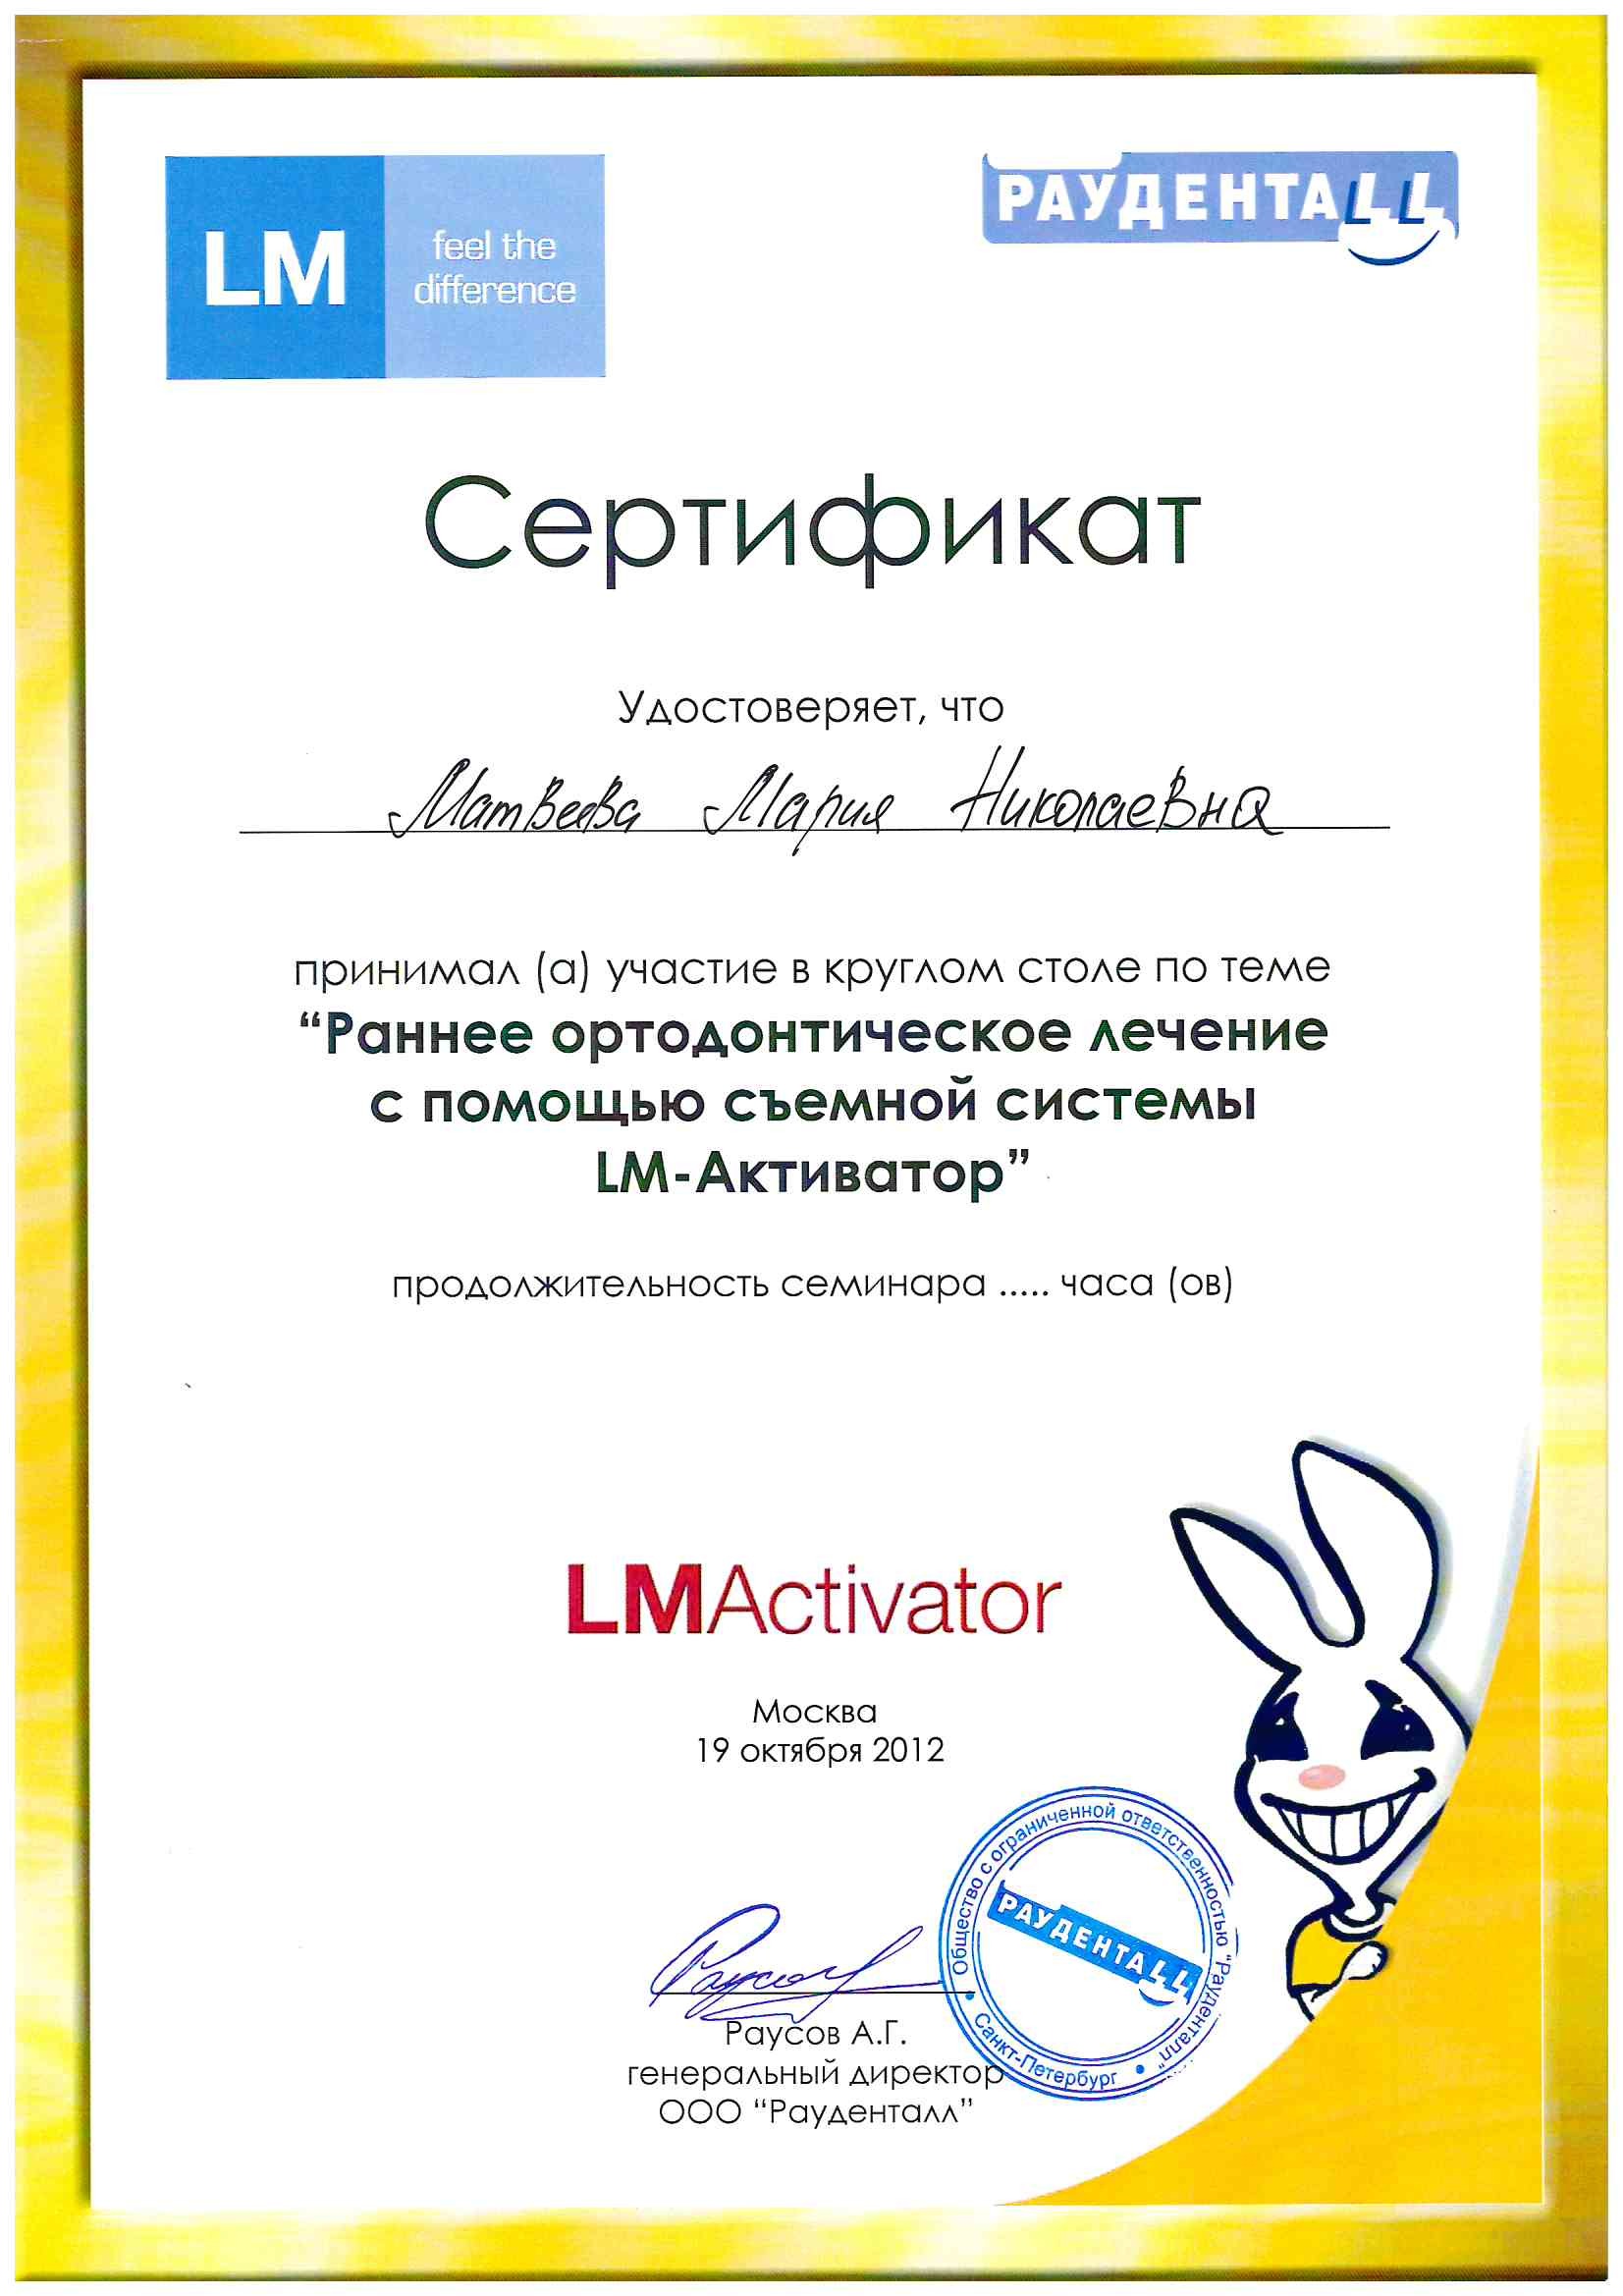 LM
feel the
difference
РАУДЕНТАLL
Сертификат
Удостоверяет, что
Матвеева Мария Николаевна
принимал (а) участие в круглом столе по теме
“Раннее ортодонтическое лечение
с помощью съемной системы
LM-Активатор”
продолжительность семинара ..... часа (ов)
LMActivator
Москва
19 октября 2012
Общество с ограниченной ответственностью "Рауденталл"
РАУДЕНТАLL
Санкт-Петербург
Раусов А.Г.
генеральный директор
ООО “Рауденталл”